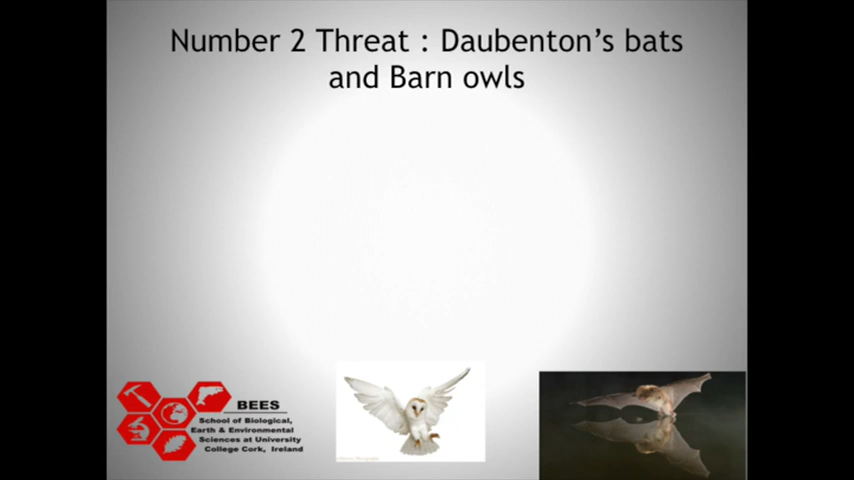 Number 2 Threat : Daubenton’s bats
and Barn owls
BEES
School of Biological,
Earth & Environmental
Sciences at University
College Cork, Ireland